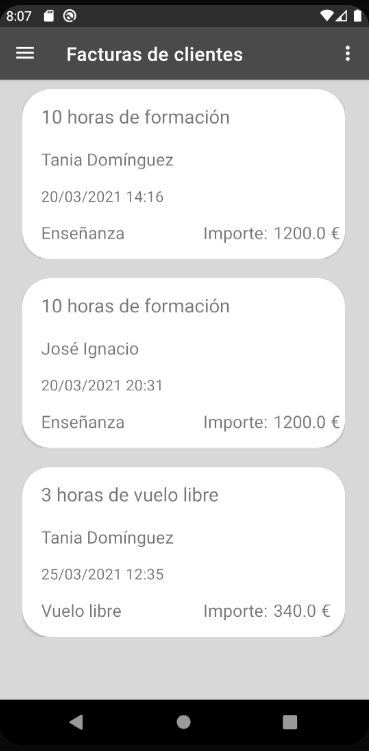 8:07
Facturas de clientes
10 horas de formación
Tania Domínguez
20/03/2021 14:16
Enseñanza Importe: 1200.0 €
10 horas de formación
José Ignacio
20/03/2021 20:31
Enseñanza Importe: 1200.0 €
3 horas de vuelo libre
Tania Domínguez
25/03/2021 12:35
Vuelo libre Importe: 340.0 €